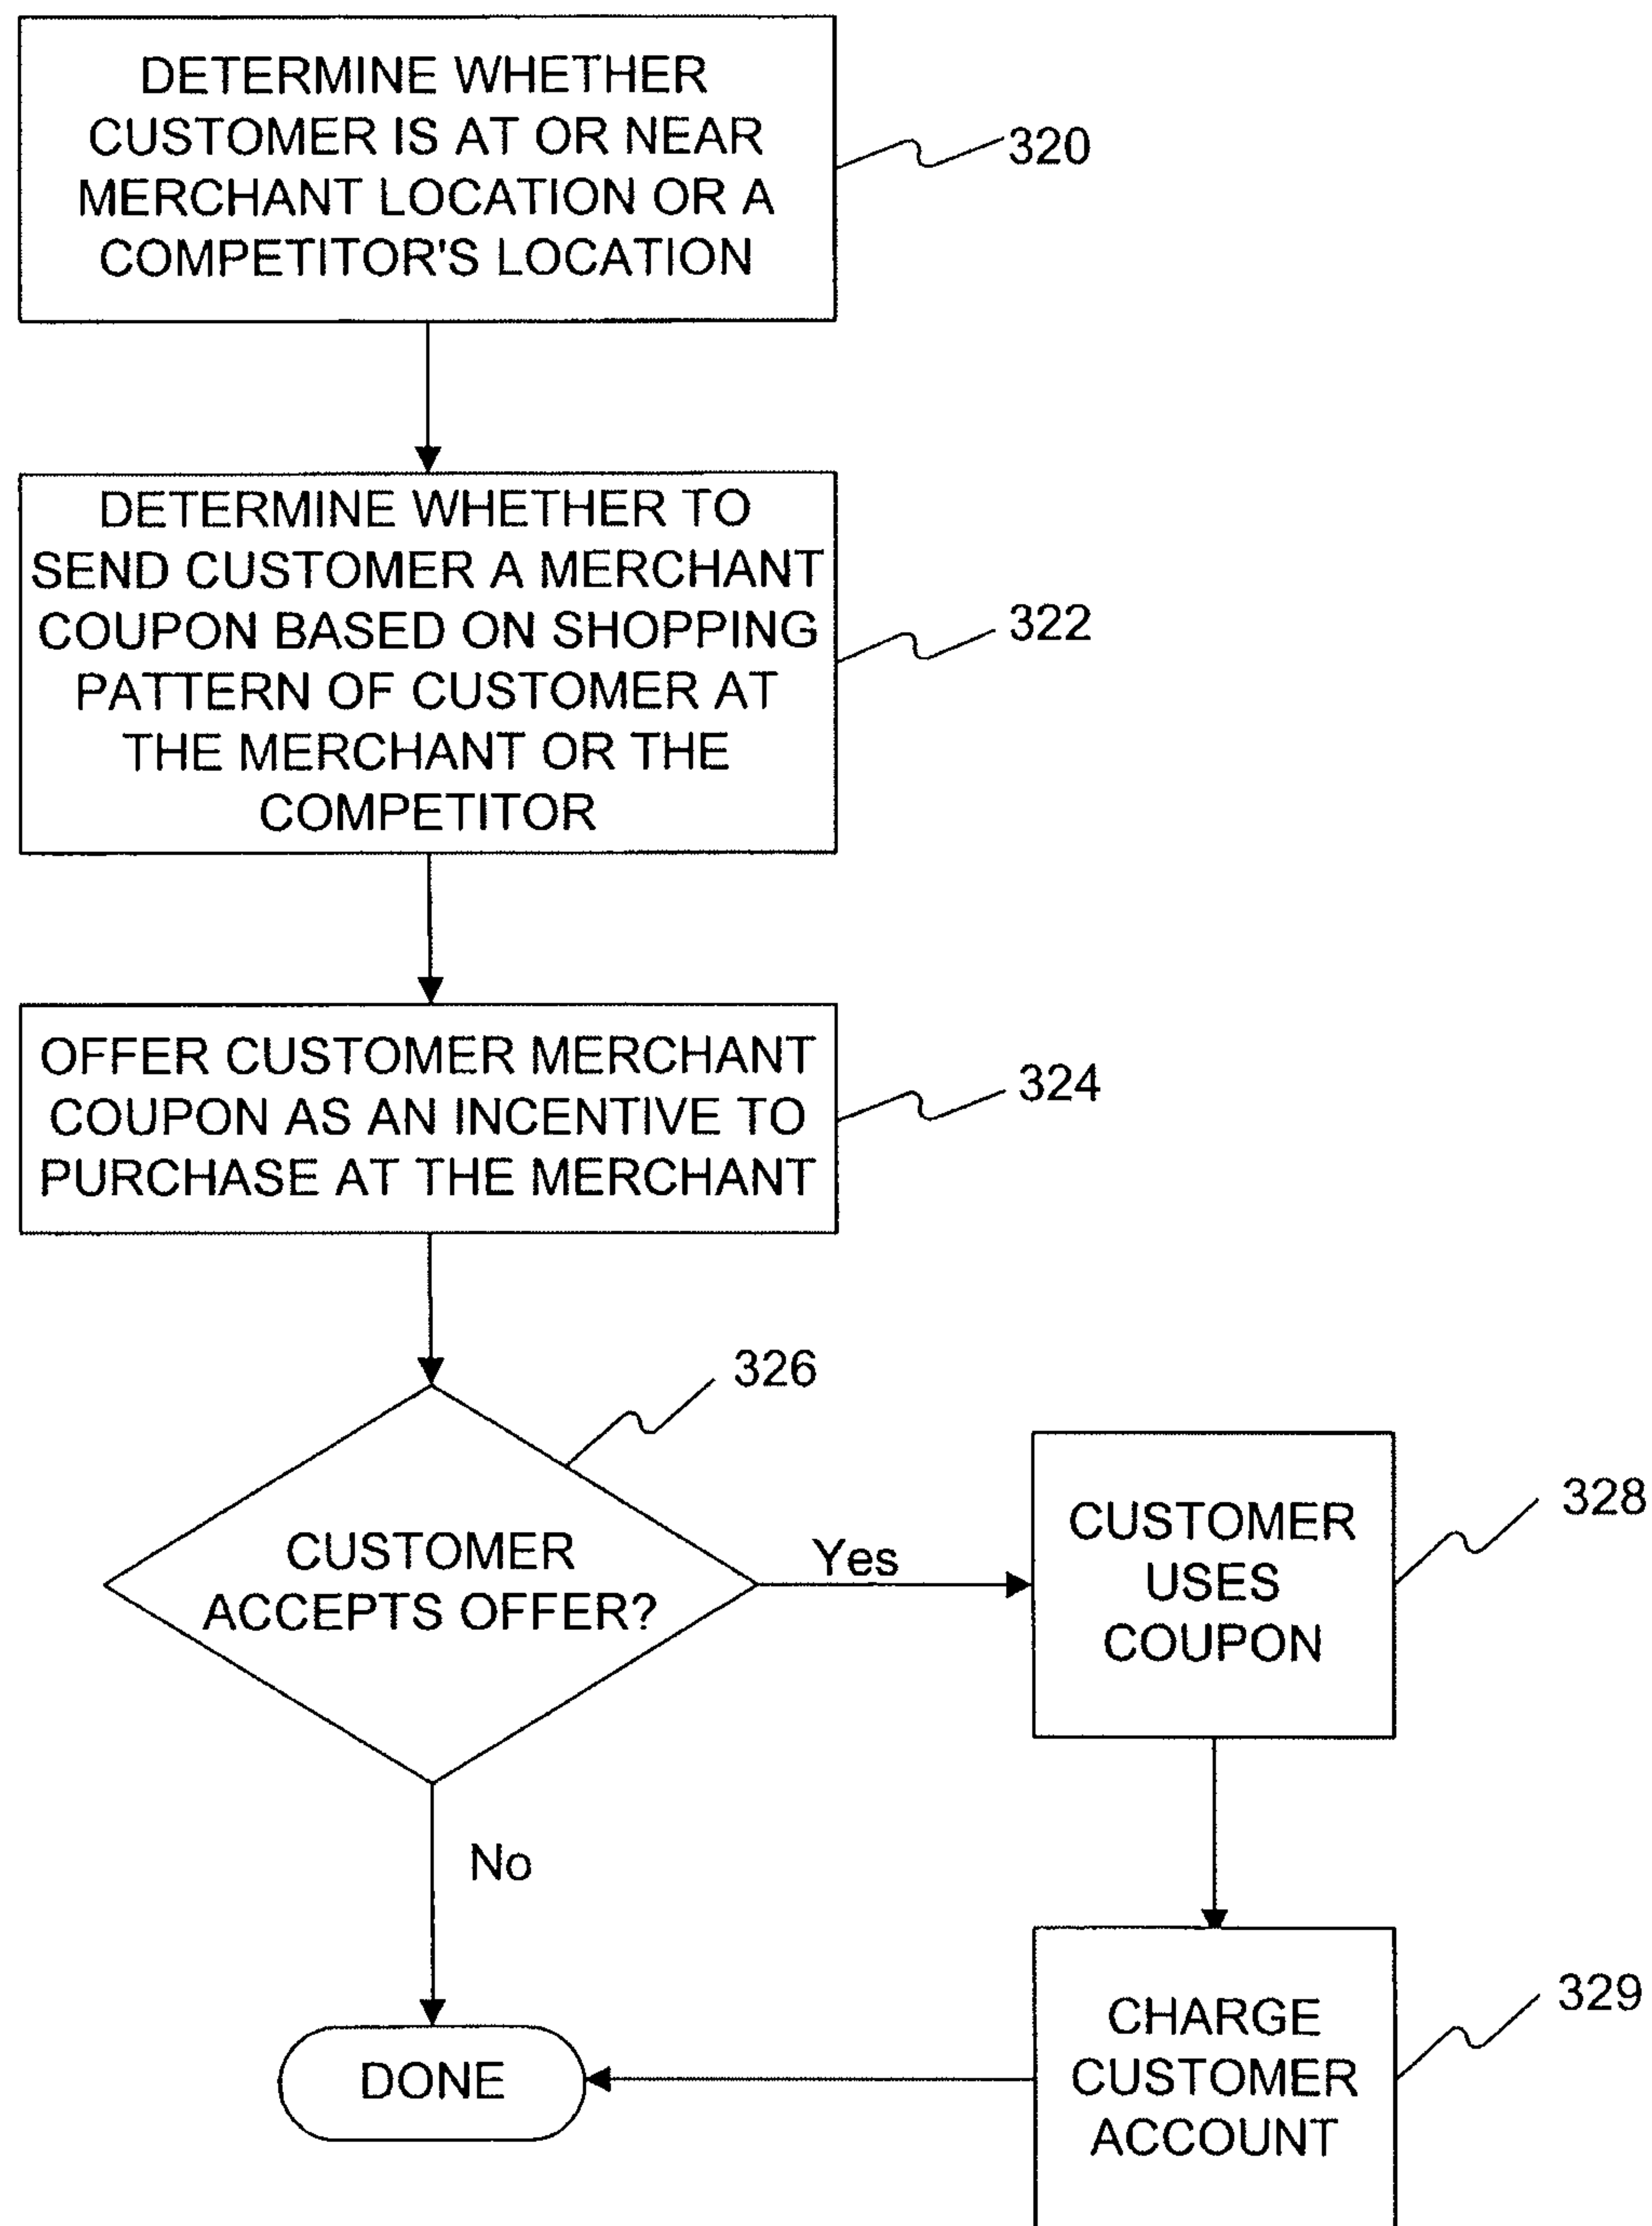 DETERMINE WHETHER
CUSTOMER IS AT OR NEAR
MERCHANT LOCATION OR A
COMPETITOR'S LOCATION
320
DETERMINE WHETHER TO
SEND CUSTOMER A MERCHANT
COUPON BASED ON SHOPPING
PATTERN OF CUSTOMER AT
THE MERCHANT OR THE
COMPETITOR
322
OFFER CUSTOMER MERCHANT
COUPON AS AN INCENTIVE TO
PURCHASE AT THE MERCHANT
324
326
CUSTOMER
ACCEPTS OFFER?
Yes
CUSTOMER
USES
COUPON
328
No
CHARGE
CUSTOMER
ACCOUNT
329
DONE